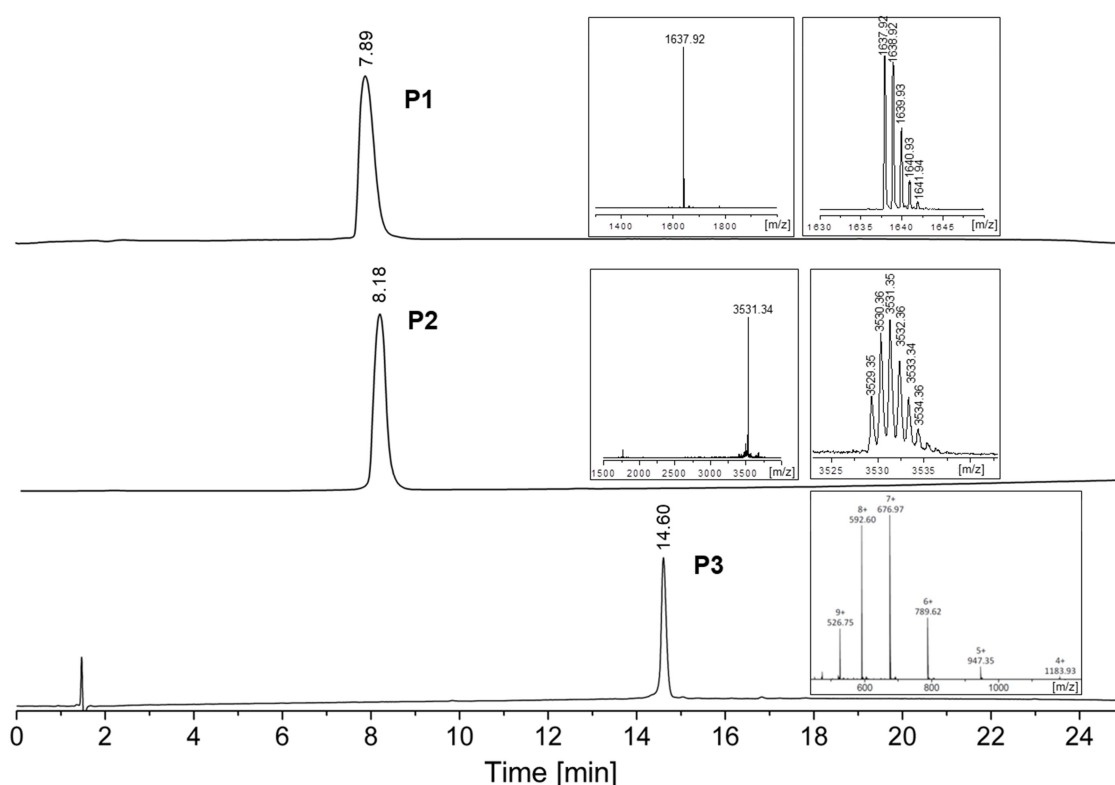 7.89
P1
1637.92
1400 1600 1800 [m/z]
1637.92
1638.92
1639.93
1640.93
1641.94
1630 1635 1640 1645 [m/z]
8.18
P2
3531.34
1500 2000 2500 3000 3500 [m/z]
3529.35
3530.36
3531.35
3532.36
3533.34
3534.36
3525 3530 3535 [m/z]
14.60
P3
9+
526.75
8+
592.60
7+
676.97
6+
789.62
5+
947.35
4+
1183.93
600 800 1000 [m/z]
0 2 4 6 8 10 12 14 16 18 20 22 24
Time [min]